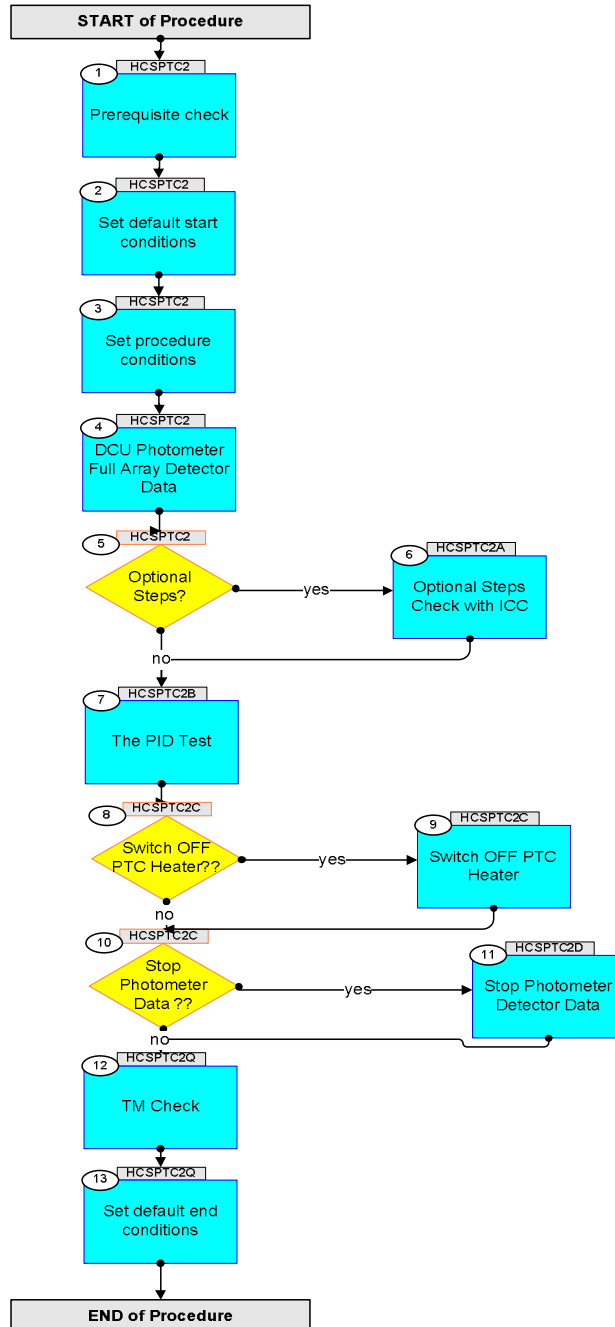 START of Procedure
HCSPTC2
1
Prerequisite check
HCSPTC2
2
Set default start
conditions
HCSPTC2
3
Set procedure
conditions
HCSPTC2
4
DCU Photometer
Full Array Detector
Data
HCSPTC2
5
Optional
Steps?
yes
HCSPTC2A
6
Optional Steps
Check with ICC
no
HCSPTC2B
7
The PID Test
HCSPTC2C
8
Switch OFF
PTC Heater??
yes
HCSPTC2C
9
Switch OFF PTC
Heater
no
HCSPTC2C
10
Stop
Photometer
Data ??
yes
HCSPTC2D
11
Stop Photometer
Detector Data
no
HCSPTC2Q
12
TM Check
HCSPTC2Q
13
Set default end
conditions
END of Procedure